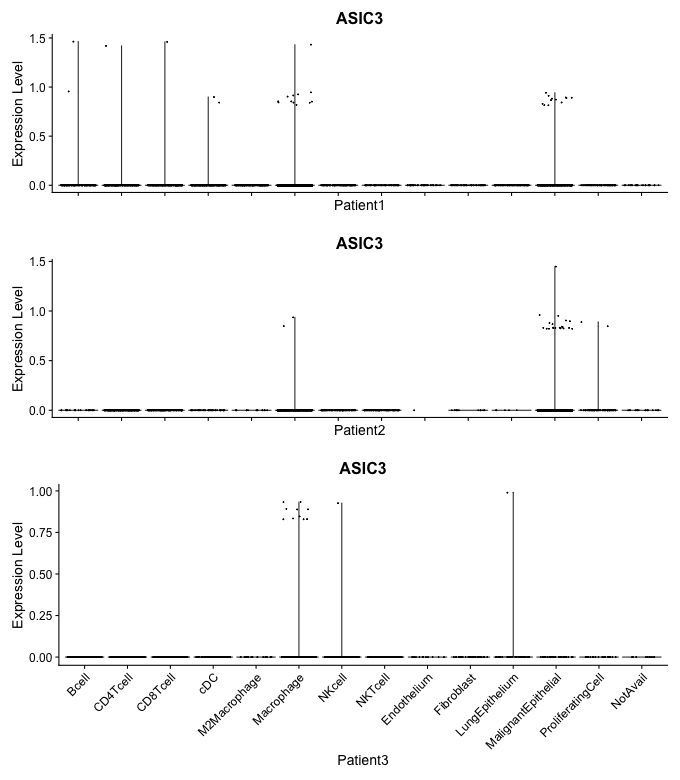 ASIC3
Expression Level
1.5
1.0
0.5
0.0
Patient1
ASIC3
Expression Level
1.5
1.0
0.5
0.0
Patient2
ASIC3
Expression Level
1.00
0.75
0.50
0.25
0.00
Bcell
CD4Tcell
CD8Tcell
cDC
M2Macrophage
Macrophage
NKcell
NKTcell
Endothelium
Fibroblast
LungEpithelium
MalignantEpithelial
ProliferatingCell
NotAvail
Patient3